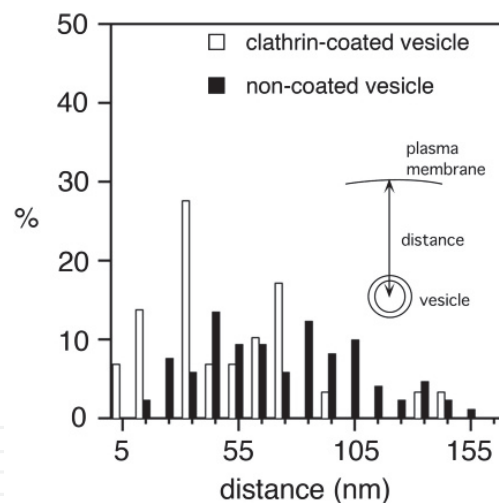 50
clathrin-coated vesicle
non-coated vesicle
40
plasma
membrane
30
%
distance
20
vesicle
10
0
5 55 105 155
distance (nm)